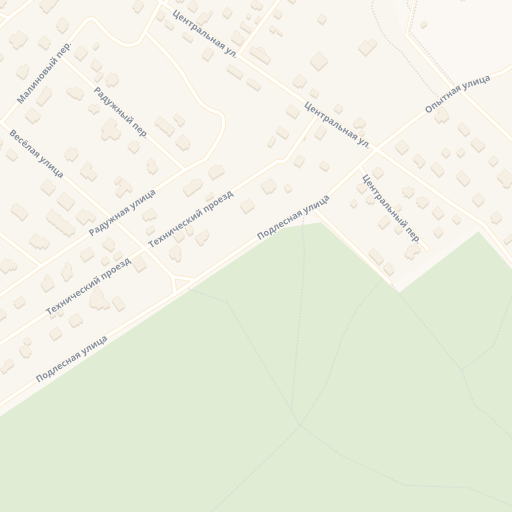 Центральная ул.
Малиновый пер.
Опытная улица
Радужный пер.
Центральная ул.
Весёлая улица
Центральный пер.
Радужная улица
Технический проезд
Подлесная улица
Технический проезд
Подлесная улица